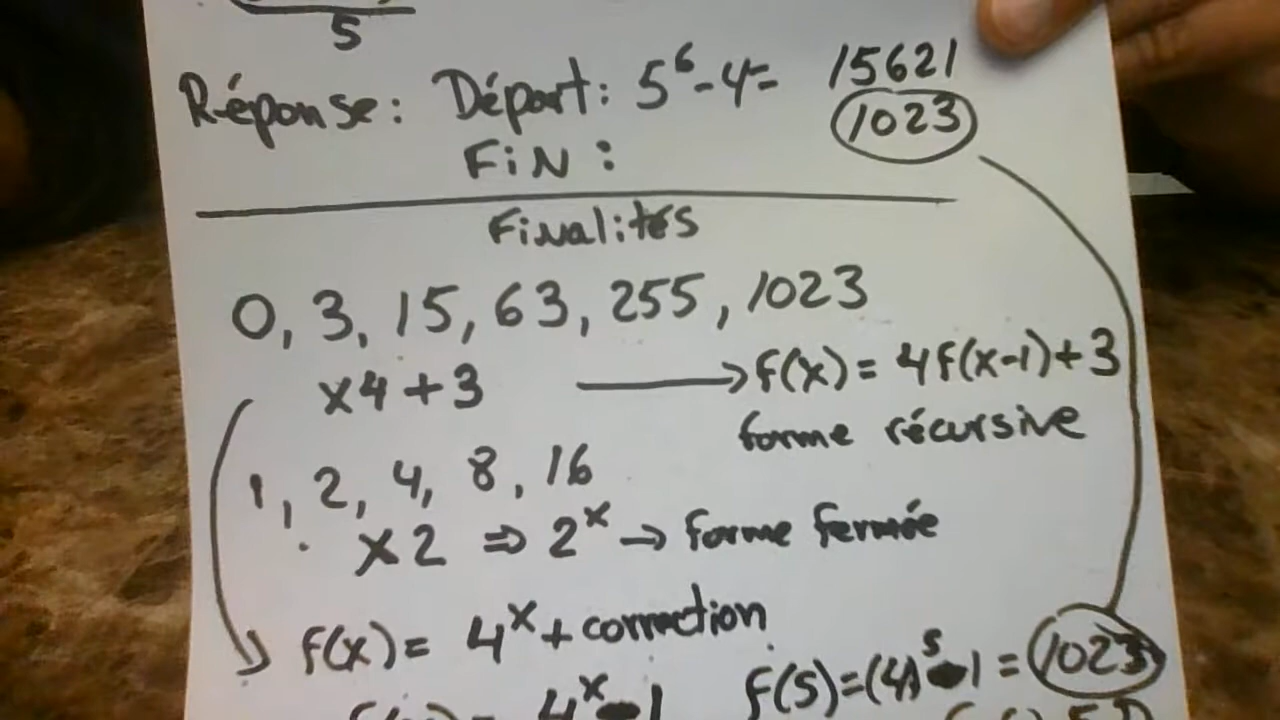 5
Réponse: Départ: 5⁶-4= 15621
FiN: 1023
Finalités
0, 3, 15, 63, 255, 1023
x4+3 → f(x)= 4f(x-1)+3
forme récursive
1, 2, 4, 8, 16
x2 ⇒ 2ˣ → forme fermée
f(x)= 4ˣ+correction
4ˣ-1 f(5)=(4)⁵-1 = 1023